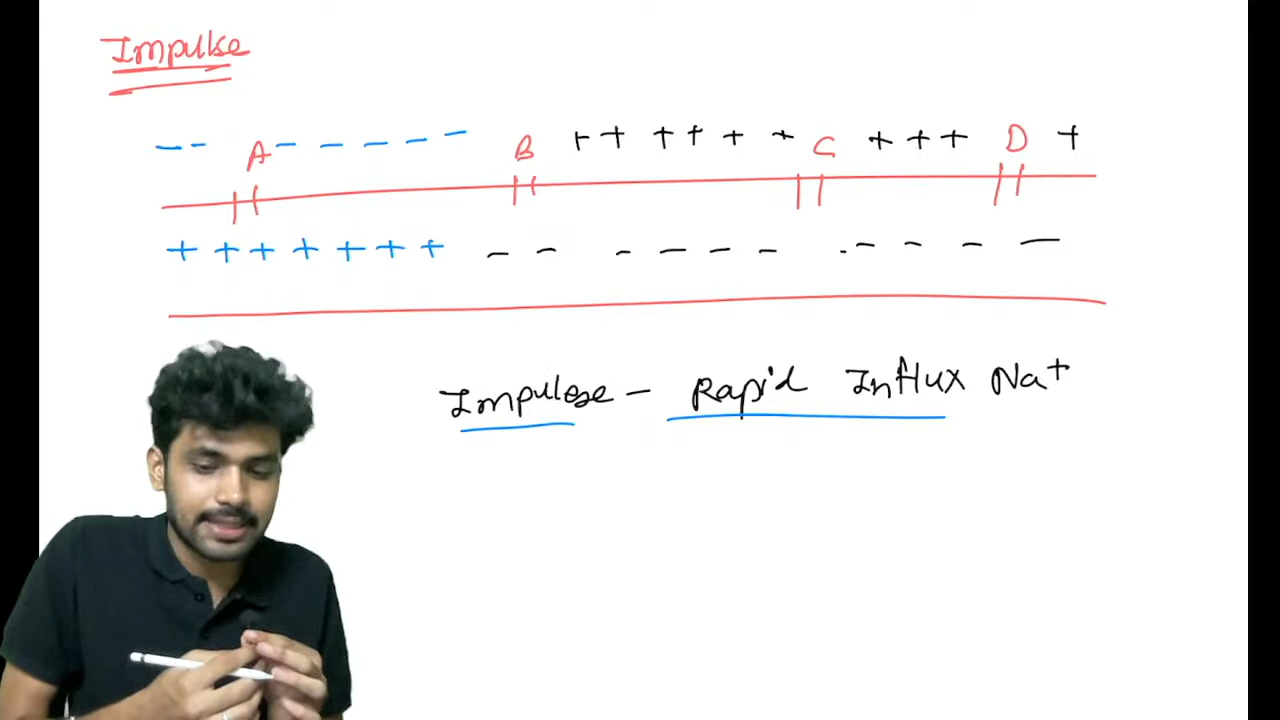 Impulse
-- A ----- B ++ ++ + + C +++ D +
+ + + + + + + -- ---- ----
Impulse - Rapid Influx Na+